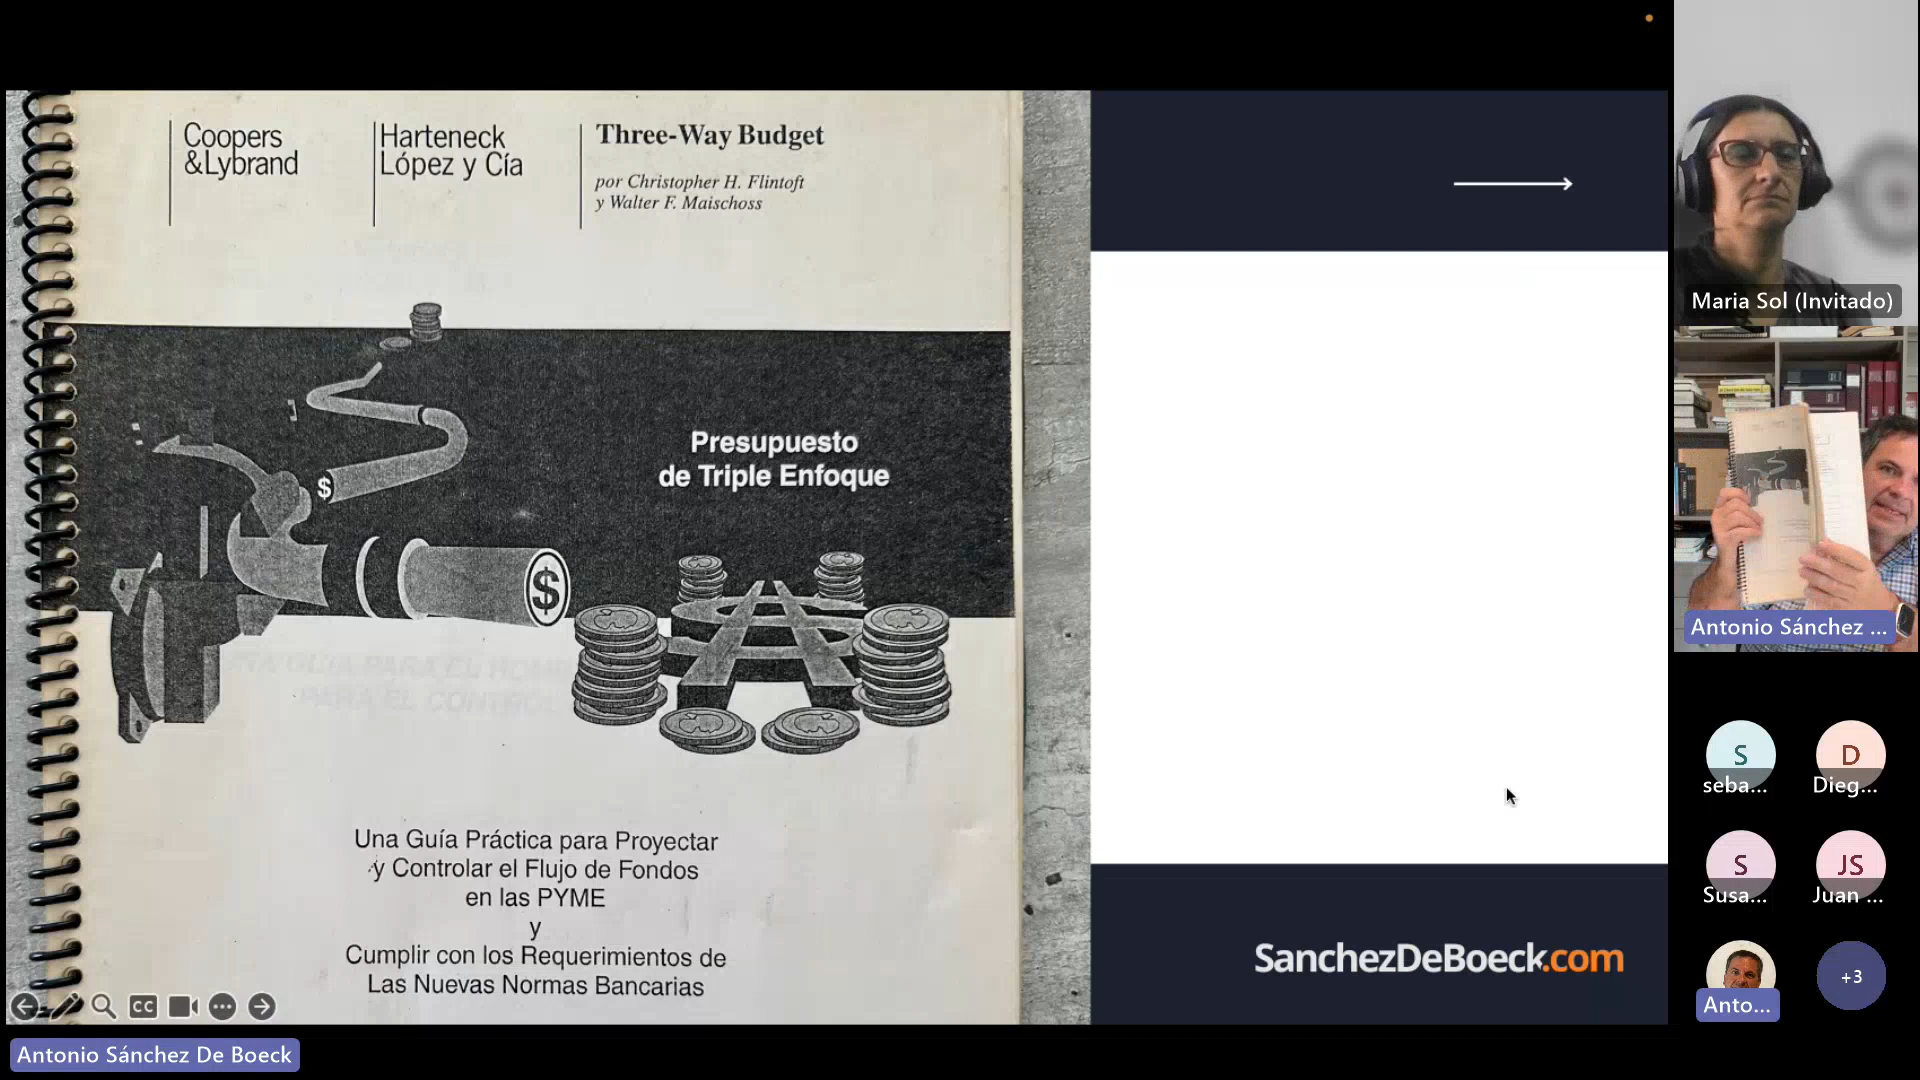 Coopers
&Lybrand
Harteneck
López y Cía
Three-Way Budget
por Christopher H. Flintoft
y Walter F. Maischoss
$
Presupuesto
de Triple Enfoque
$
Una Guía Práctica para Proyectar
y Controlar el Flujo de Fondos
en las PYME
y
Cumplir con los Requerimientos de
Las Nuevas Normas Bancarias
CC
SanchezDeBoeck.com
Antonio Sánchez De Boeck
Maria Sol (Invitado)
Antonio Sánchez ...
S
seba...
D
Dieg...
S
Susa...
JS
Juan ...
Anto...
+3